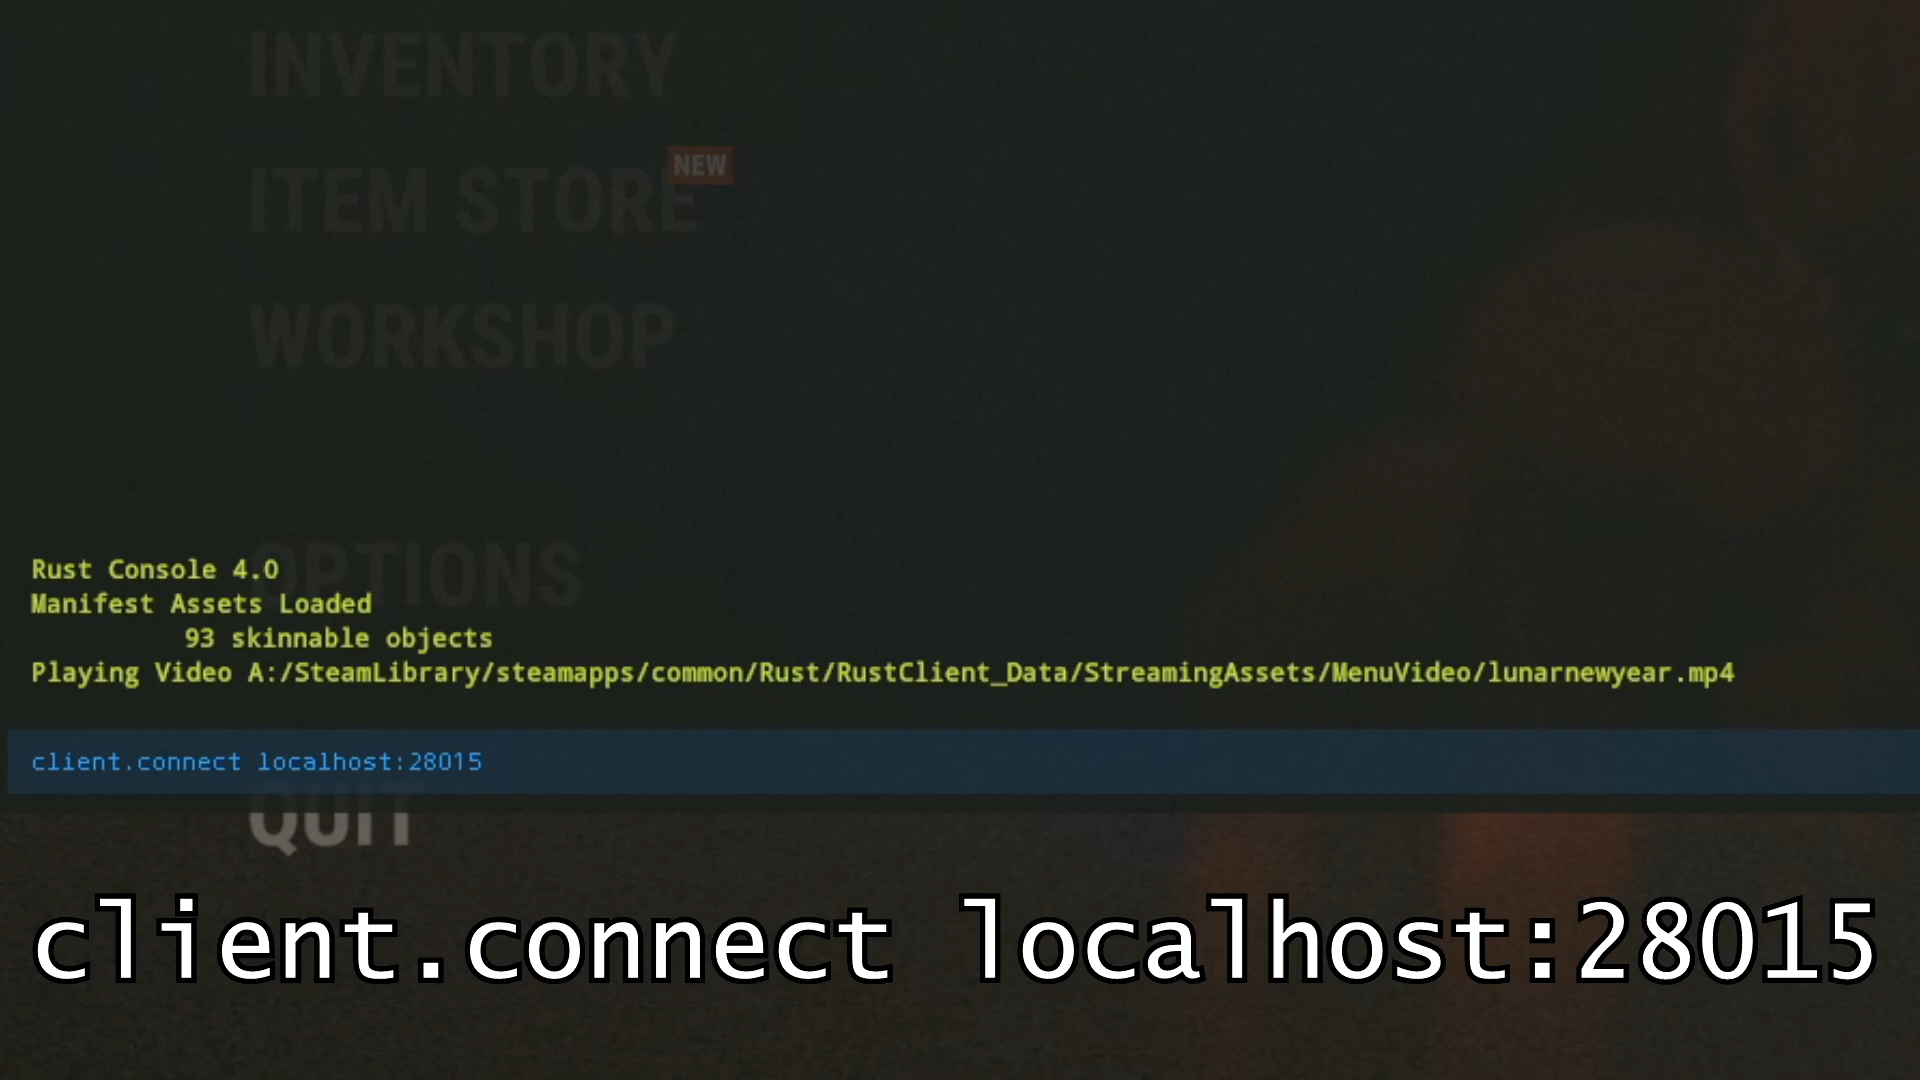 INVENTORY
ITEM STORE NEW
WORKSHOP
OPTIONS
Rust Console 4.0
Manifest Assets Loaded
93 skinnable objects
Playing Video A:/SteamLibrary/steamapps/common/Rust/RustClient_Data/StreamingAssets/MenuVideo/lunarnewyear.mp4
client.connect localhost:28015
QUIT
client.connect localhost:28015